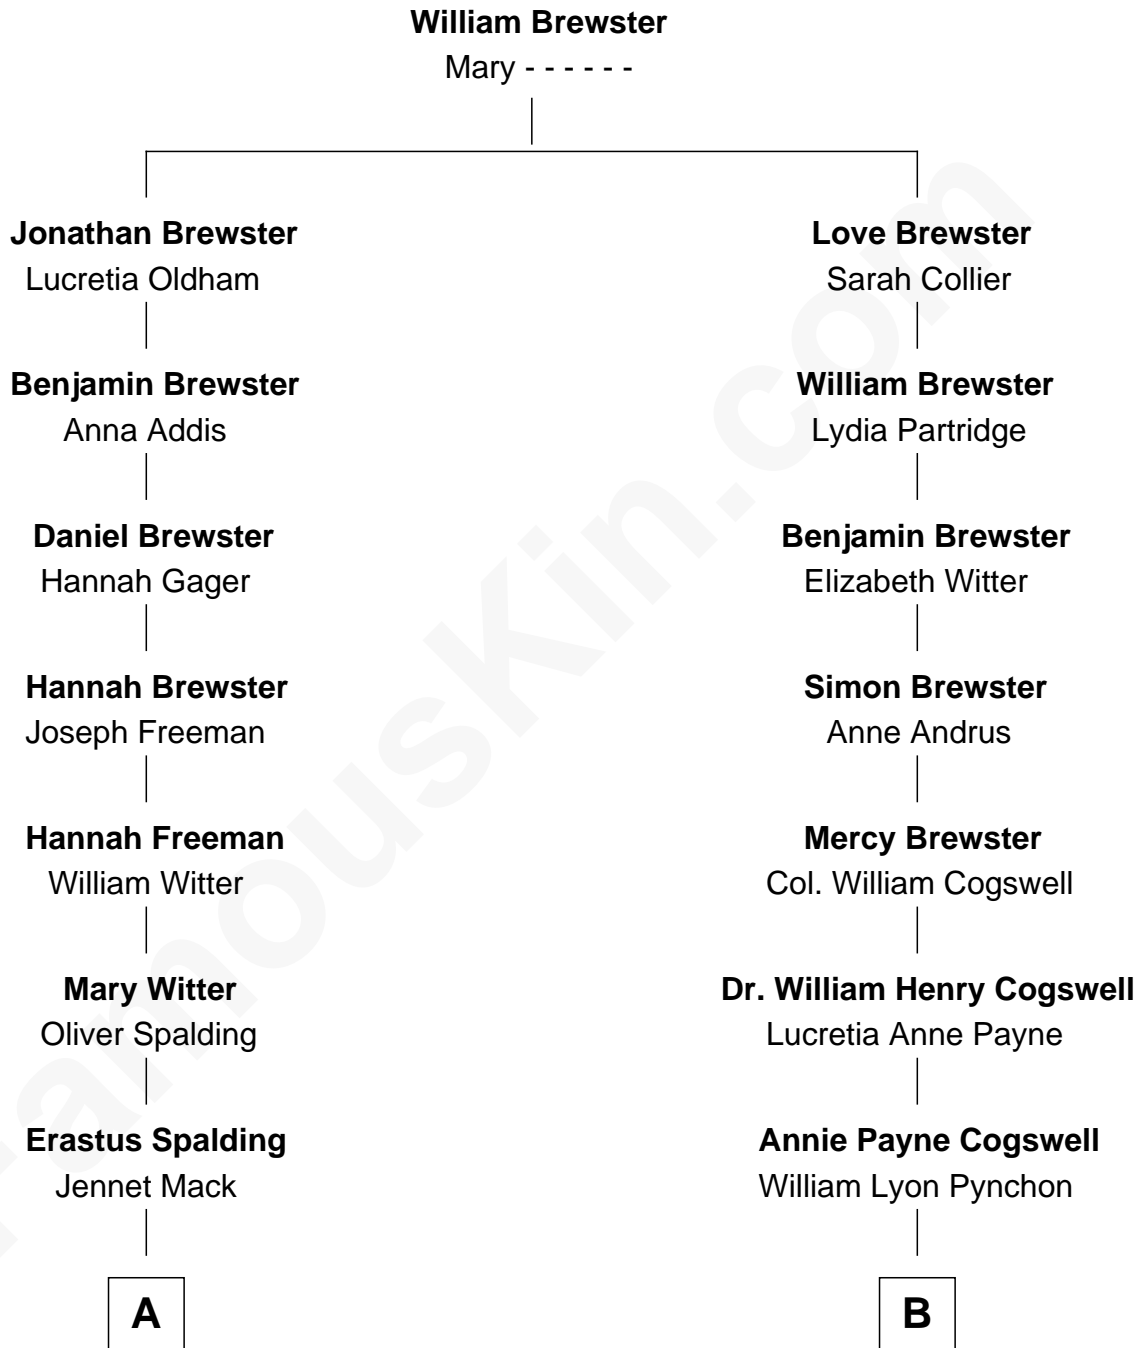 William Brewster
Mary - - - - - -
Jonathan Brewster
Lucretia Oldham
Love Brewster
Sarah Collier
Benjamin Brewster
Anna Addis
William Brewster
Lydia Partridge
Daniel Brewster
Hannah Gager
Benjamin Brewster
Elizabeth Witter
Hannah Brewster
Joseph Freeman
Simon Brewster
Anne Andrus
Hannah Freeman
William Witter
Mercy Brewster
Col. William Cogswell
Mary Witter
Oliver Spalding
Dr. William Henry Cogswell
Lucretia Anne Payne
Erastus Spalding
Jennet Mack
Annie Payne Cogswell
William Lyon Pynchon
A
B
FamousKin.com